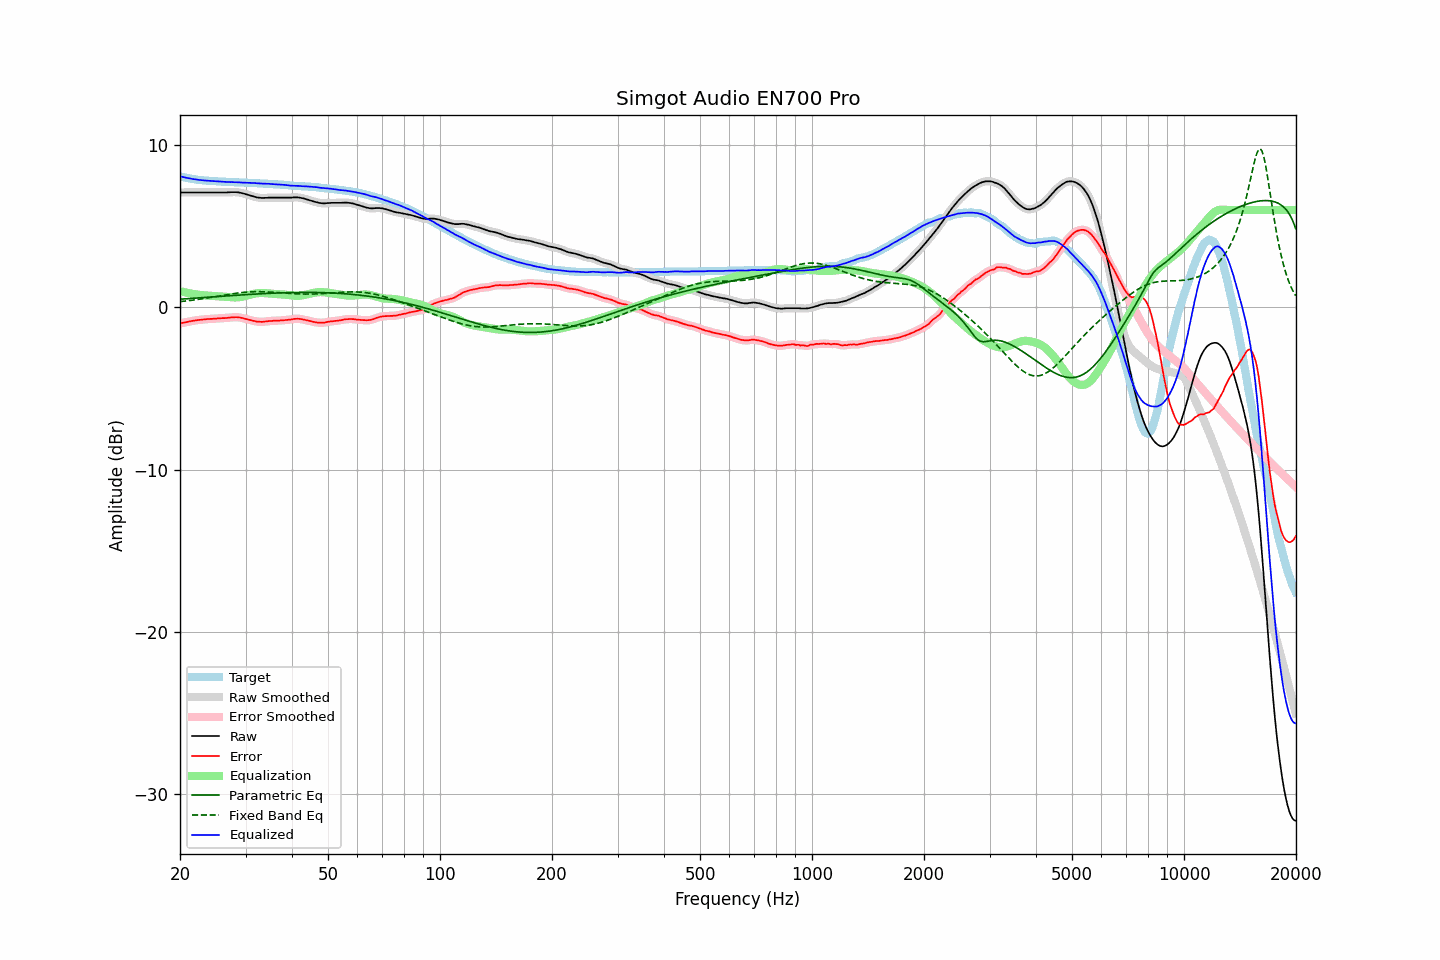 Simgot Audio EN700 Pro
Amplitude (dBr)
10
0
−10
−20
−30
Target
Raw Smoothed
Error Smoothed
Raw
Error
Equalization
Parametric Eq
Fixed Band Eq
Equalized
20 50 100 200 500 1000 2000 5000 10000 20000
Frequency (Hz)